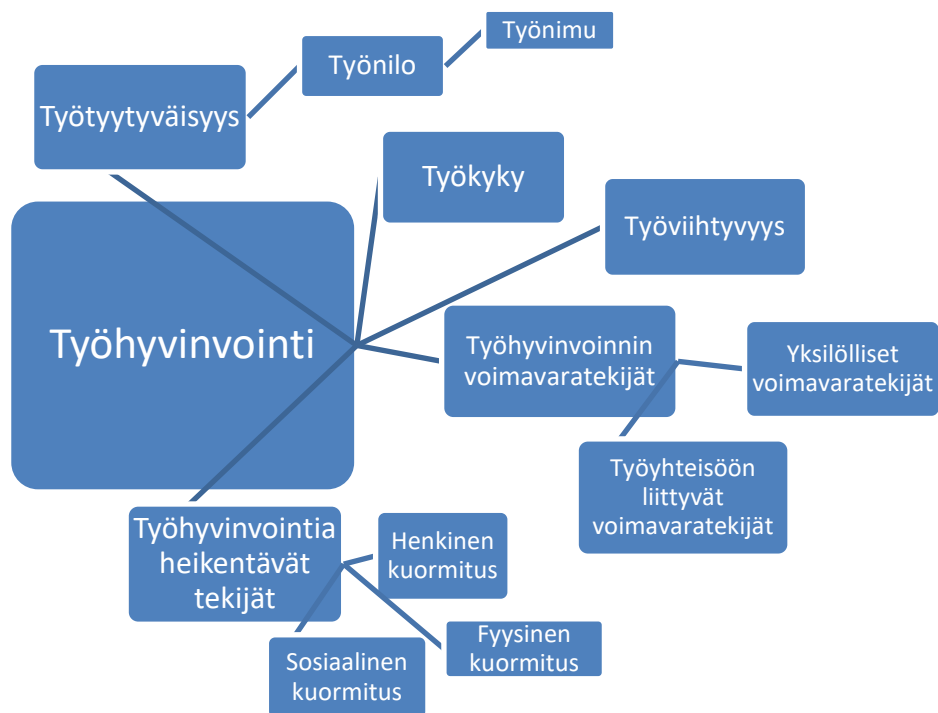 Työnimu
Työnilo
Työtyytyväisyys
Työkyky
Työviihtyvyys
Työhyvinvointi
Työhyvinvoinnin
voimavaratekijät
Yksilölliset
voimavaratekijät
Työyhteisöön
liittyvät
voimavaratekijät
Työhyvinvointia
heikentävät
tekijät
Henkinen
kuormitus
Fyysinen
kuormitus
Sosiaalinen
kuormitus